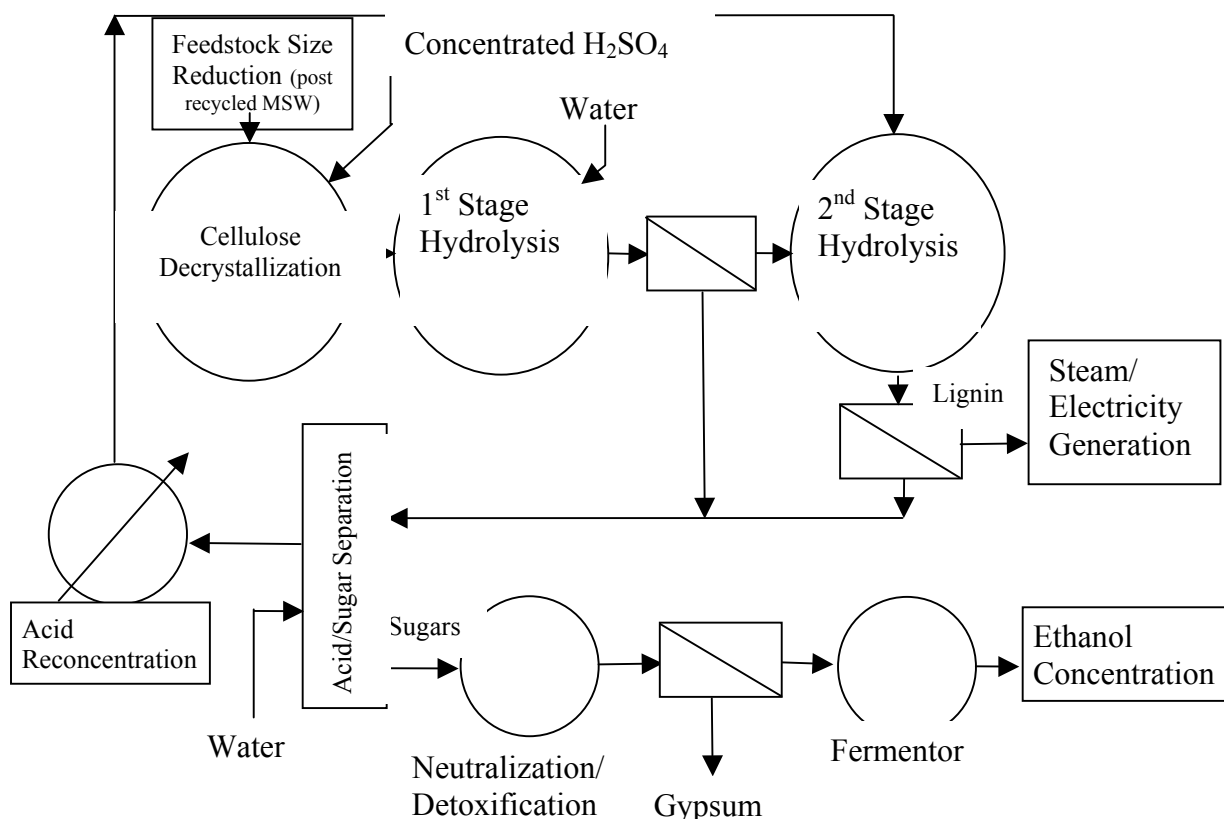 Feedstock Size
Reduction (post
recycled MSW)
Concentrated H₂SO₄
Water
Cellulose
Decrystallization
1st Stage
Hydrolysis
2nd Stage
Hydrolysis
Lignin
Steam/
Electricity
Generation
Acid/Sugar Separation
Acid
Reconcentration
Water
Sugars
Neutralization/
Detoxification
Gypsum
Fermentor
Ethanol
Concentration